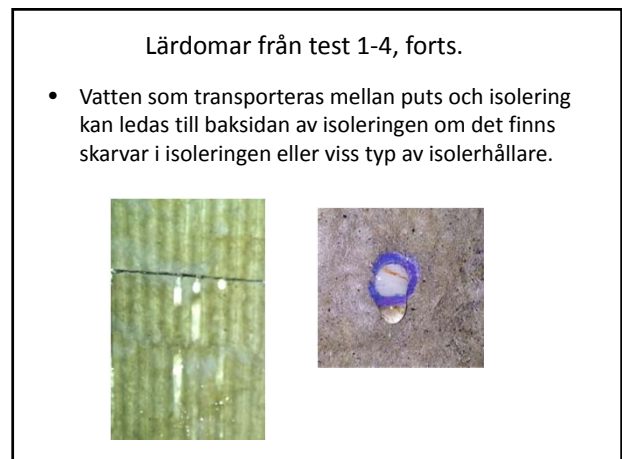 Lärdomar från test 1-4, forts.
• Vatten som transporteras mellan puts och isolering
kan ledas till baksidan av isoleringen om det finns
skarvar i isoleringen eller viss typ av isolerhållare.